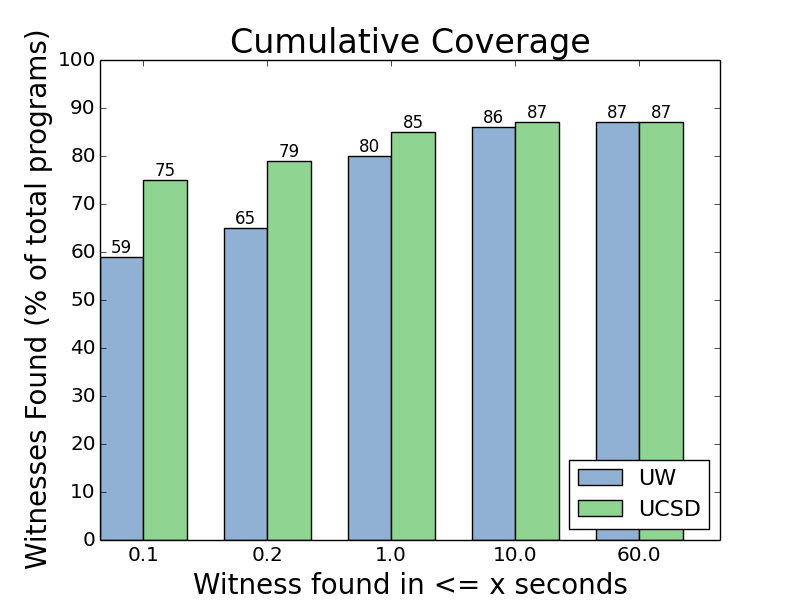 Cumulative Coverage
Witnesses Found (% of total programs)
100
90
80
70
60
50
40
30
20
10
0
59 75 65 79 80 85 86 87 87 87
UW
UCSD
0.1 0.2 1.0 10.0 60.0
Witness found in <= x seconds